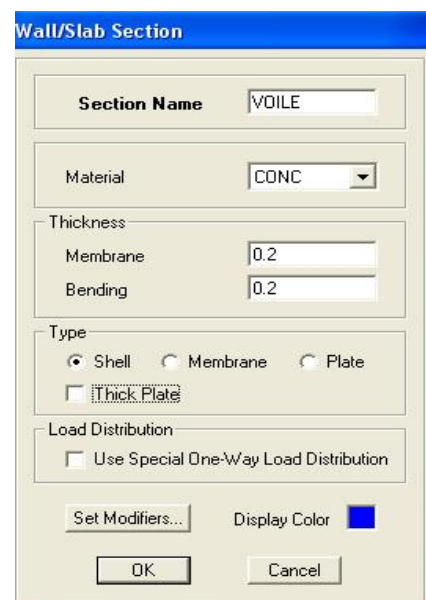 Wall/Slab Section
Section Name VOILE
Material CONC
Thickness
Membrane 0.2
Bending 0.2
Type
Shell Membrane Plate
Thick Plate
Load Distribution
Use Special One-Way Load Distribution
Set Modifiers... Display Color
OK Cancel